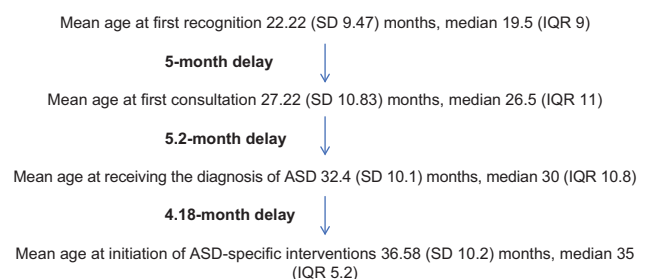 Mean age at first recognition 22.22 (SD 9.47) months, median 19.5 (IQR 9)
5-month delay
Mean age at first consultation 27.22 (SD 10.83) months, median 26.5 (IQR 11)
5.2-month delay
Mean age at receiving the diagnosis of ASD 32.4 (SD 10.1) months, median 30 (IQR 10.8)
4.18-month delay
Mean age at initiation of ASD-specific interventions 36.58 (SD 10.2) months, median 35
(IQR 5.2)